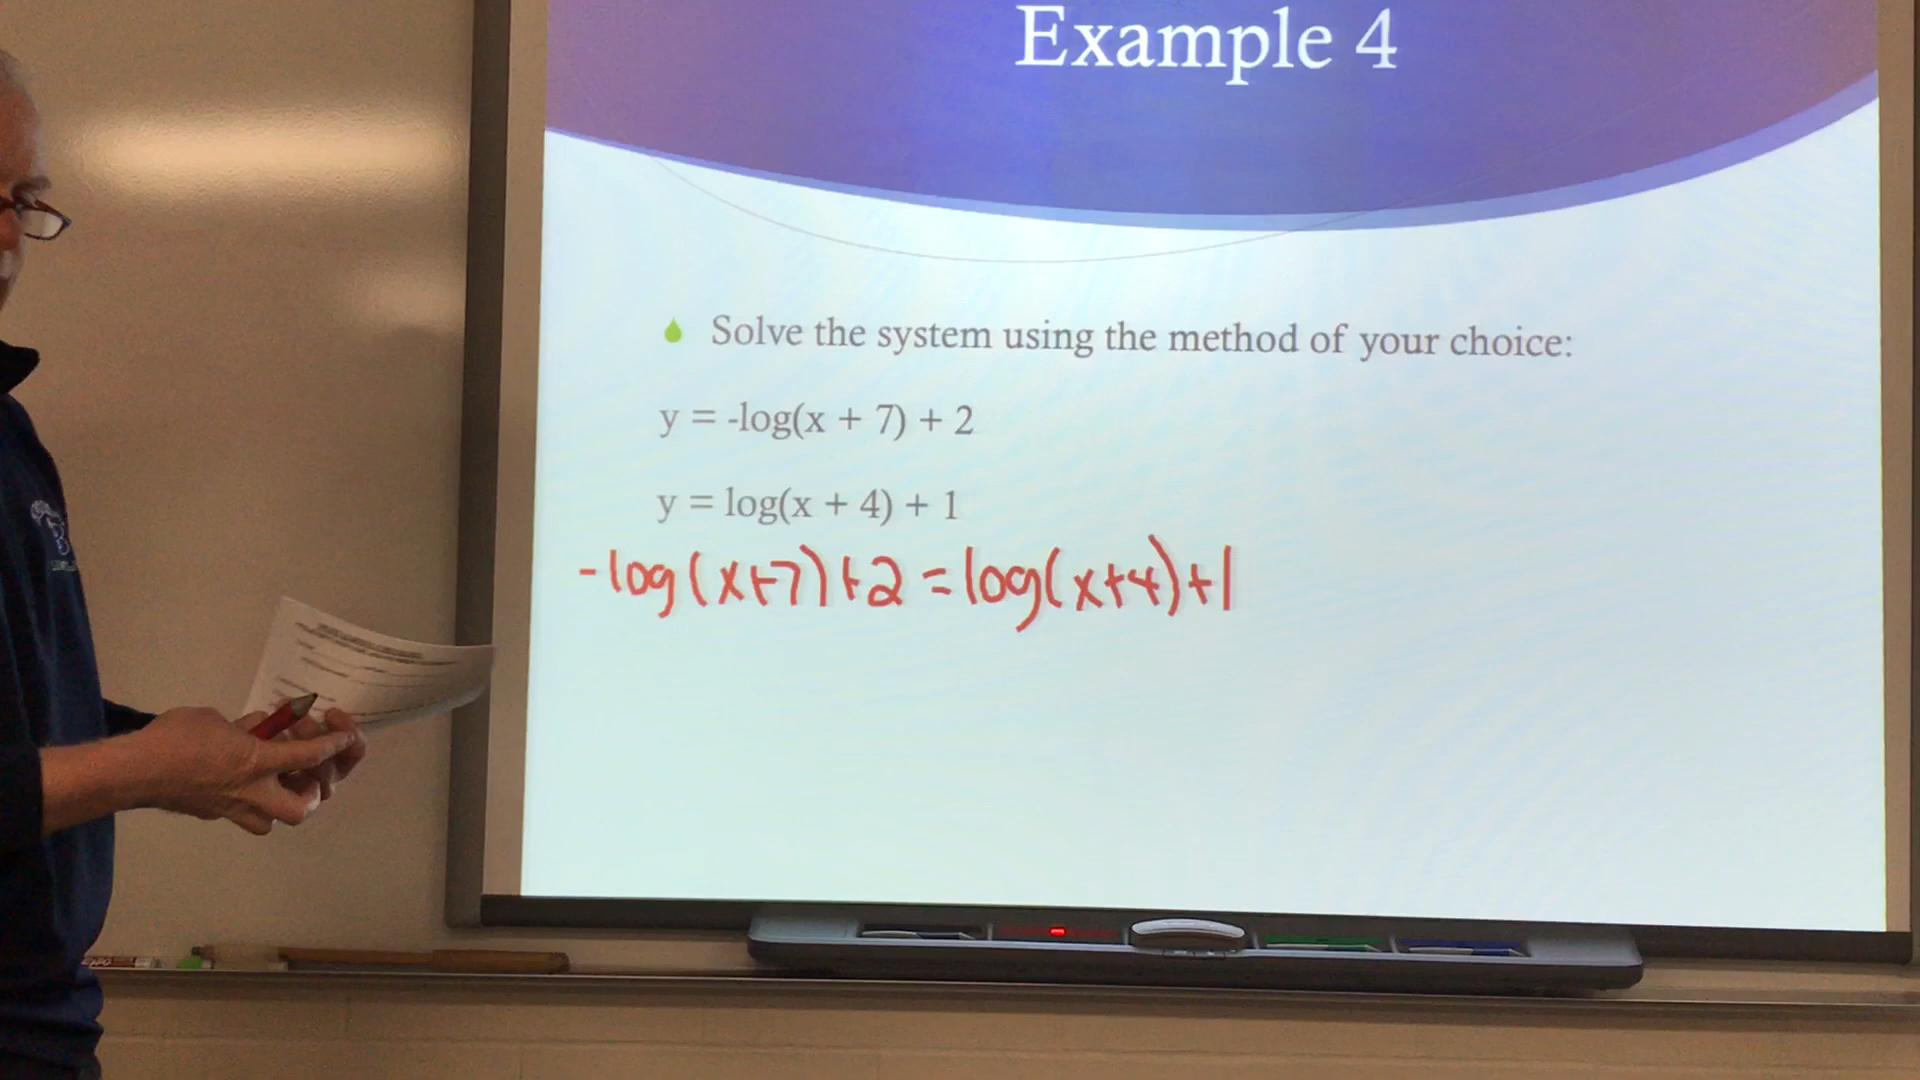 Example 4
Solve the system using the method of your choice:
y = -log(x + 7) + 2
y = log(x + 4) + 1
-log(x+7)+2 = log(x+4)+1